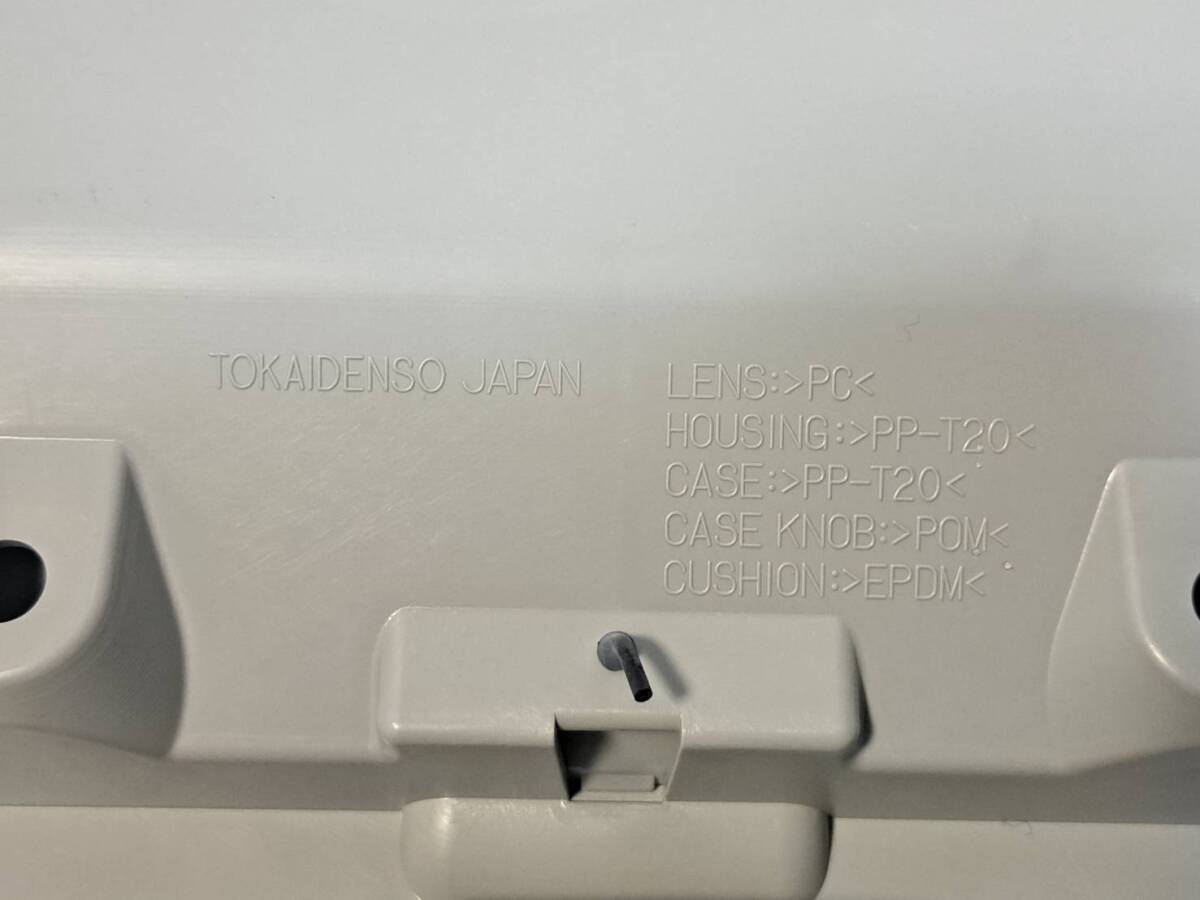 TOKAIDENSO JAPAN
LENS:>PC<
HOUSING:>PP-T20<
CASE:>PP-T20<
CASE KNOB:>POM<
CUSHION:>EPDM<